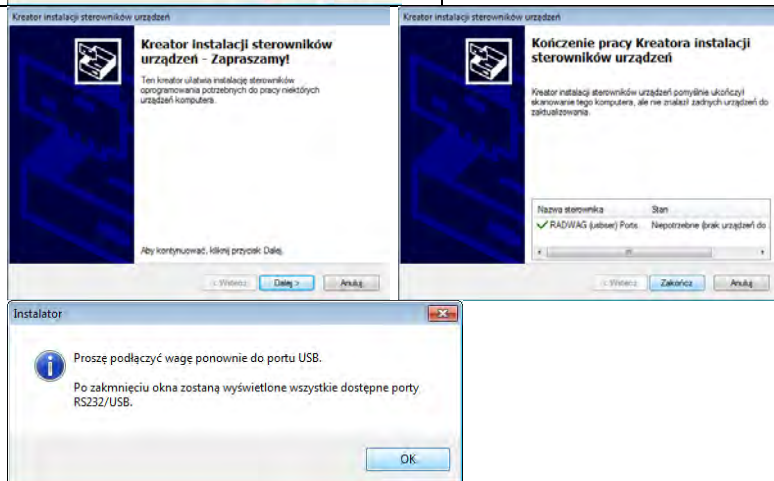 Kreator instalacji sterowników urządzeń
Kreator instalacji sterowników
urządzeń - Zapraszamy!
Ten kreator ułatwia instalację sterowników
oprogramowania potrzebnych do pracy niektórych
urządzeń komputera.
Aby kontynuować, kliknij przycisk Dalej.
< Wstecz
Dalej >
Anuluj
Kreator instalacji sterowników urządzeń
Kończenie pracy Kreatora instalacji
sterowników urządzeń
Kreator instalacji sterowników urządzeń pomyślnie ukończył
skanowanie tego komputera, ale nie znalazł żadnych urządzeń do
zaktualizowania.
Nazwa sterownika Stan
RADWAG (usbser) Ports Niepotrzebne (brak urządzeń do
< Wstecz
Zakończ
Anuluj
Instalator
Proszę podłączyć wagę ponownie do portu USB.
Po zakmnięciu okna zostaną wyświetlone wszystkie dostępne porty
RS232/USB.
OK